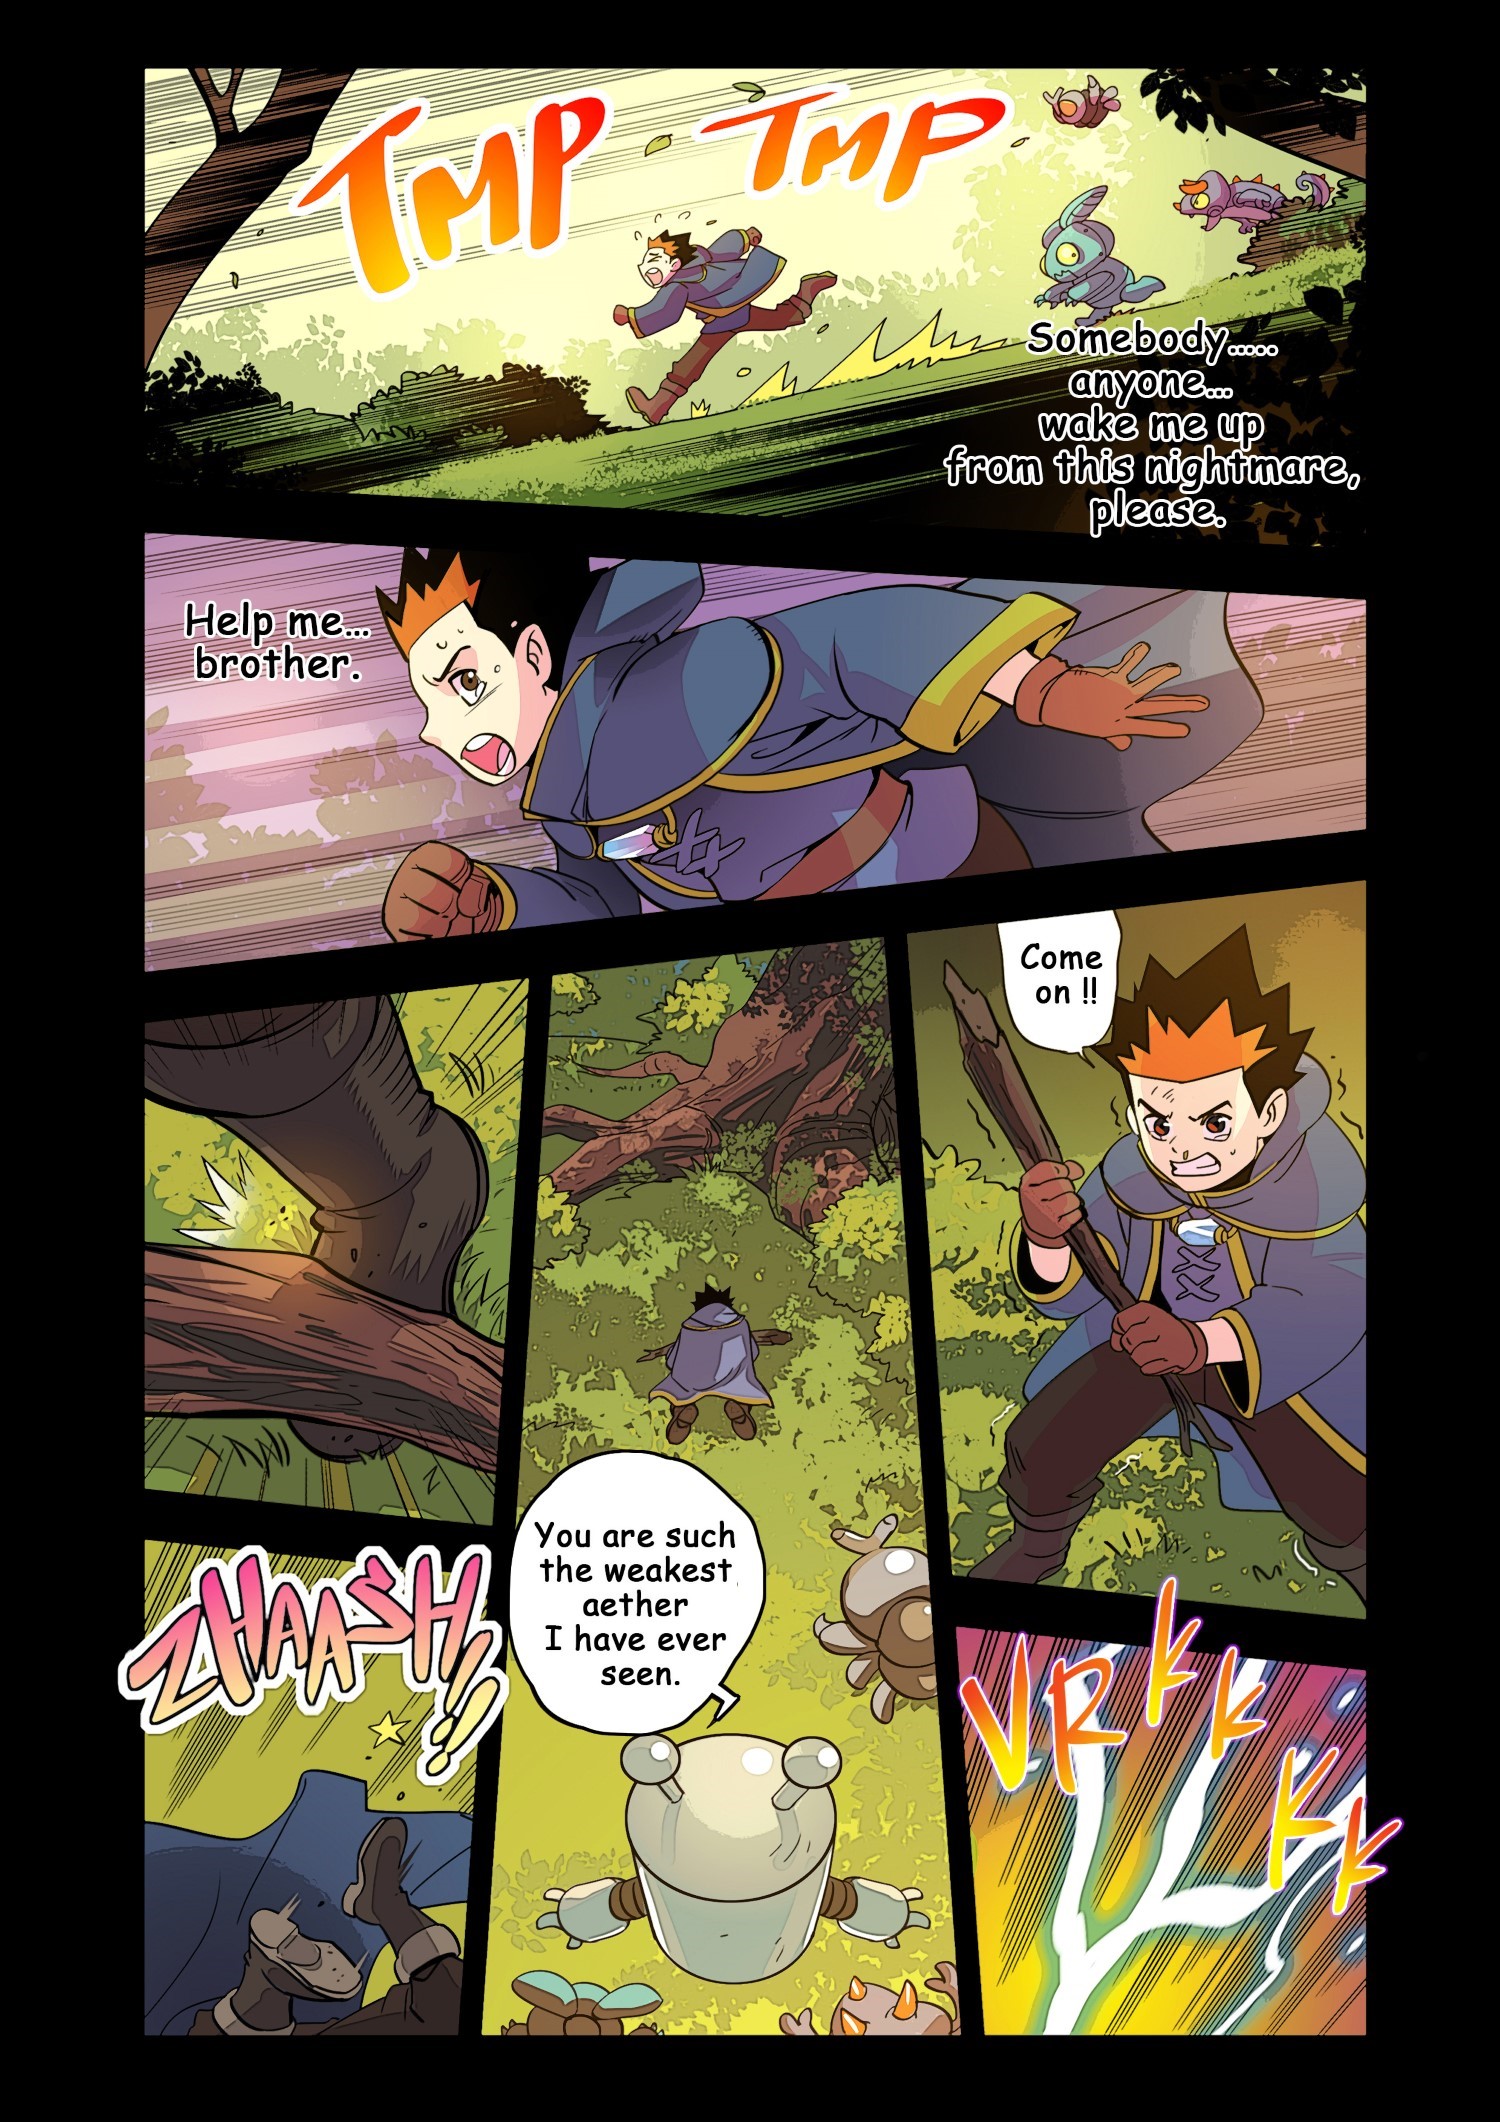 TMP TMP
Somebody.....
anyone...
wake me up
from this nightmare,
please.
Help me...
brother.
ZHAASH!!
You are such
the weakest
aether
I have ever
seen.
Come
on !!
VRKKKK